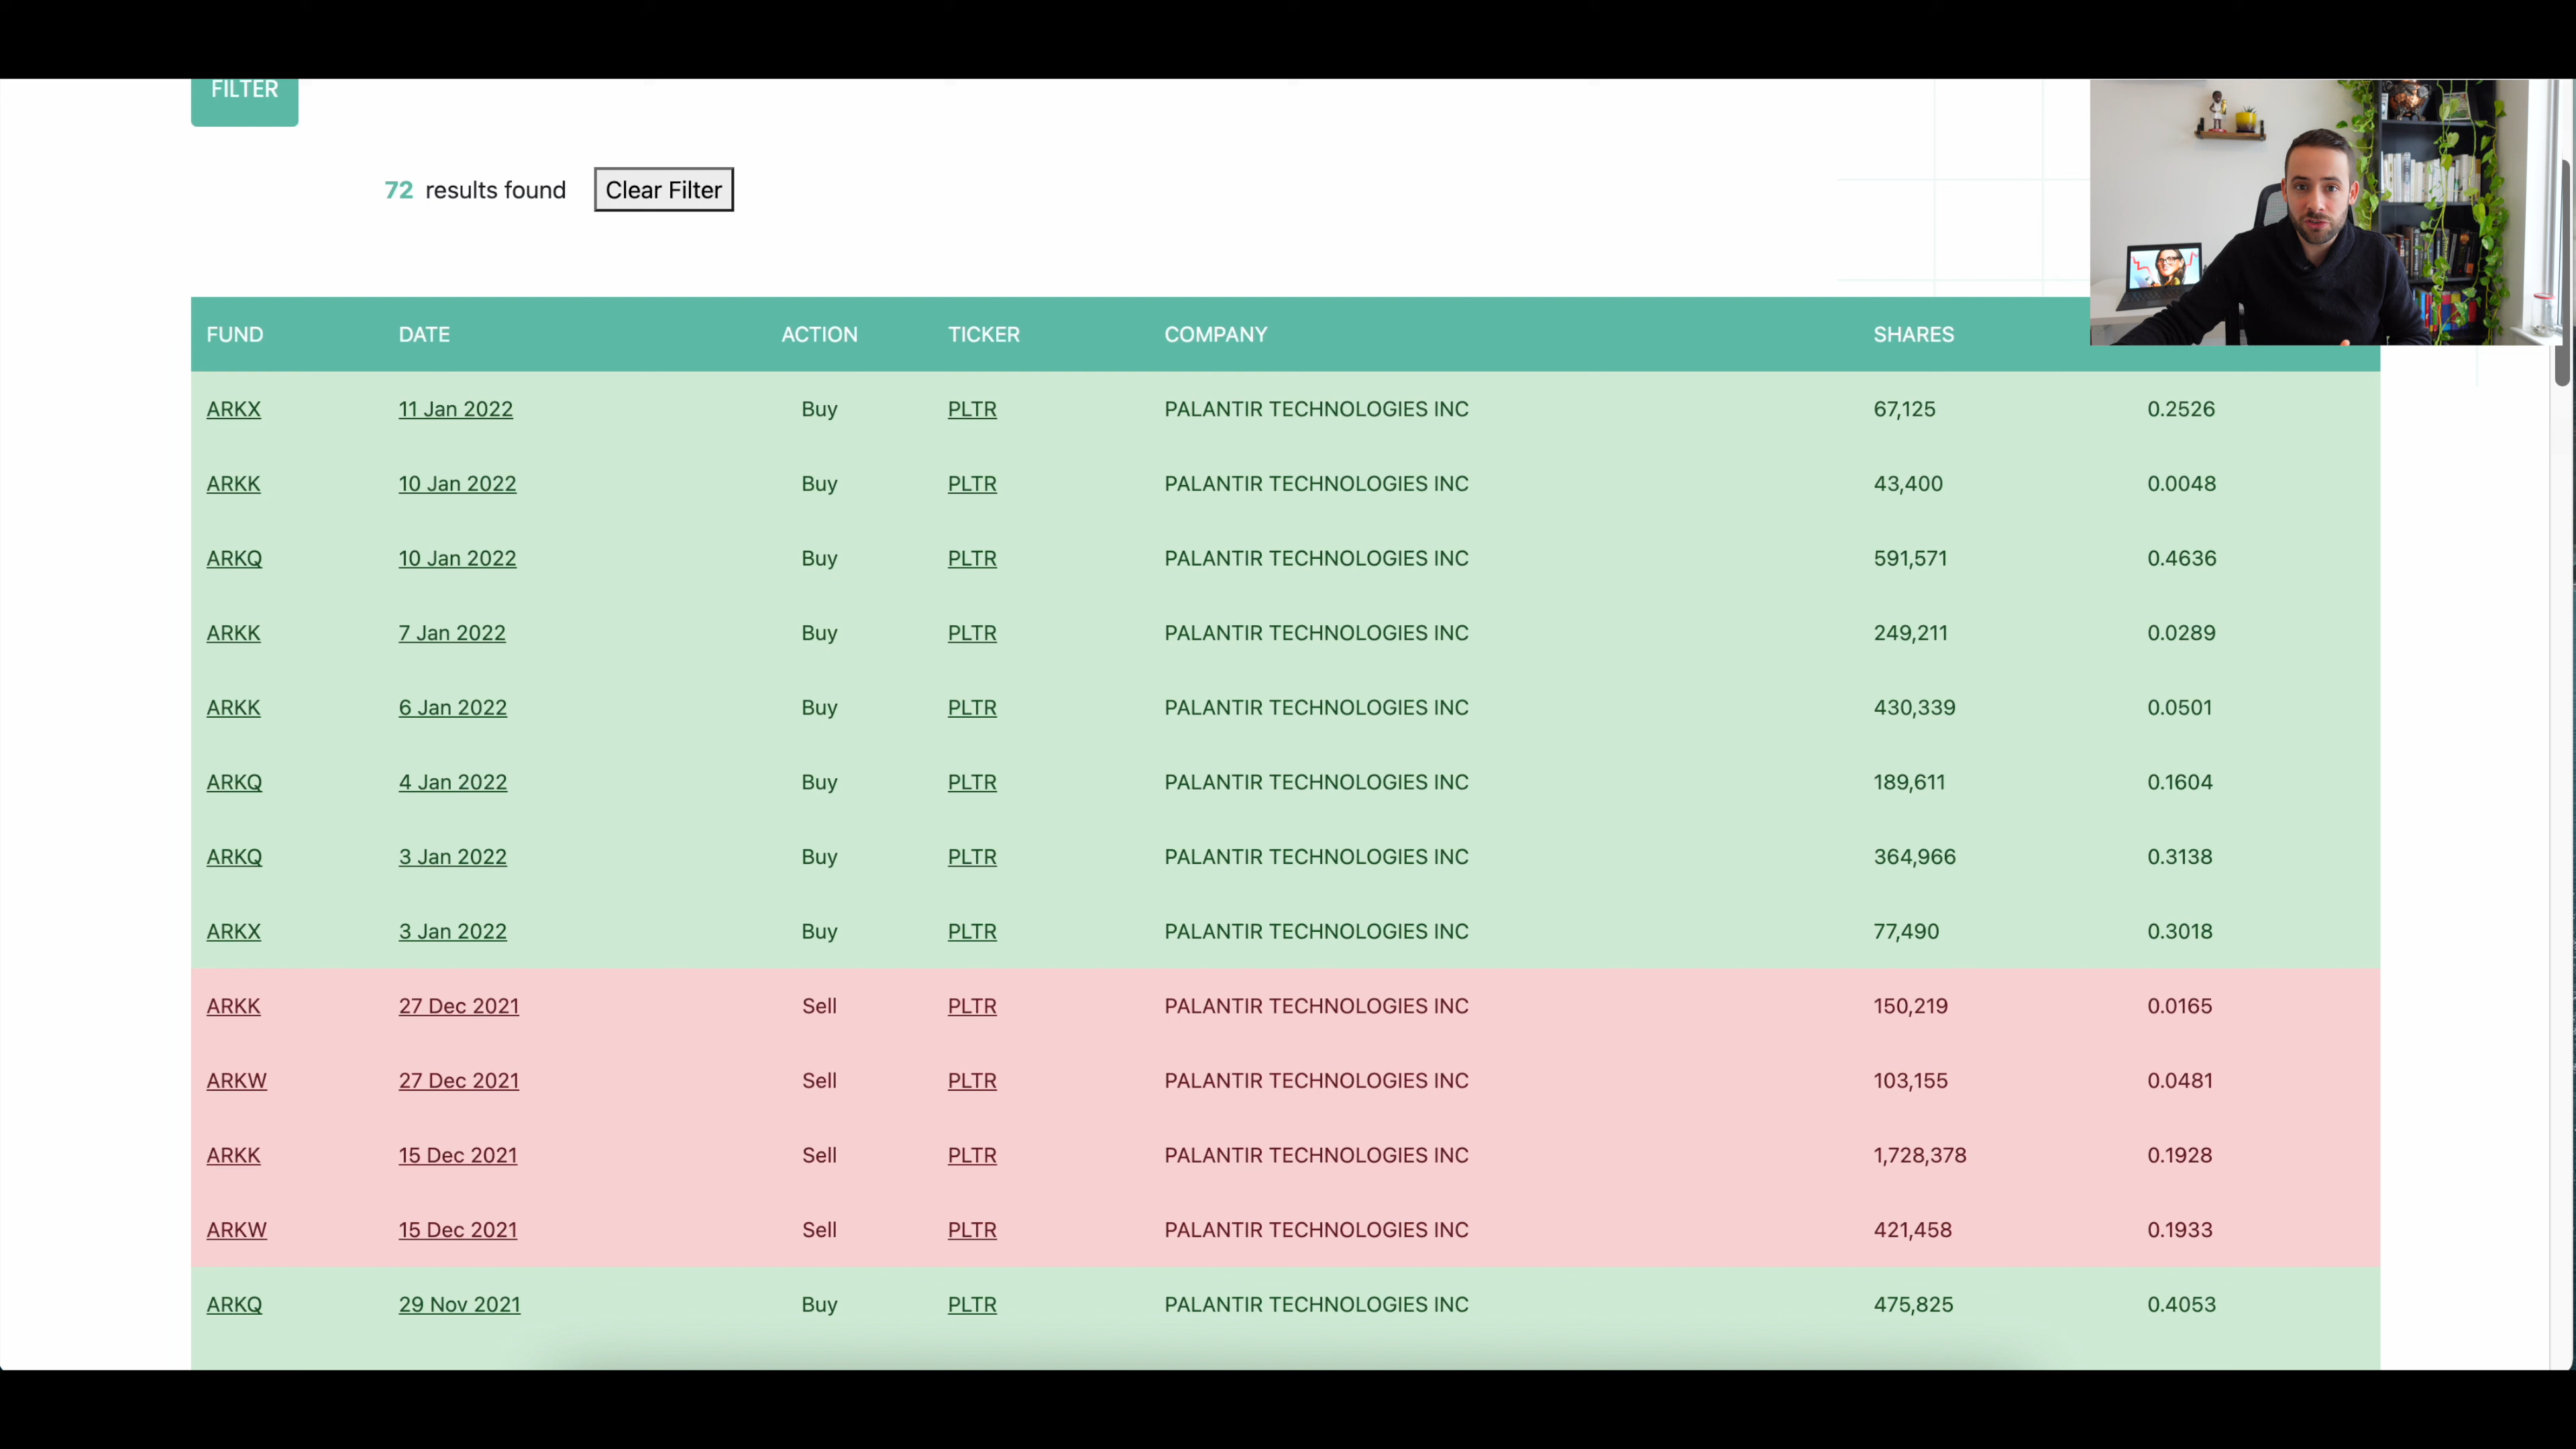 FILTER
72 results found Clear Filter
FUND DATE ACTION TICKER COMPANY SHARES
ARKX 11 Jan 2022 Buy PLTR PALANTIR TECHNOLOGIES INC 67,125 0.2526
ARKK 10 Jan 2022 Buy PLTR PALANTIR TECHNOLOGIES INC 43,400 0.0048
ARKQ 10 Jan 2022 Buy PLTR PALANTIR TECHNOLOGIES INC 591,571 0.4636
ARKK 7 Jan 2022 Buy PLTR PALANTIR TECHNOLOGIES INC 249,211 0.0289
ARKK 6 Jan 2022 Buy PLTR PALANTIR TECHNOLOGIES INC 430,339 0.0501
ARKQ 4 Jan 2022 Buy PLTR PALANTIR TECHNOLOGIES INC 189,611 0.1604
ARKQ 3 Jan 2022 Buy PLTR PALANTIR TECHNOLOGIES INC 364,966 0.3138
ARKX 3 Jan 2022 Buy PLTR PALANTIR TECHNOLOGIES INC 77,490 0.3018
ARKK 27 Dec 2021 Sell PLTR PALANTIR TECHNOLOGIES INC 150,219 0.0165
ARKW 27 Dec 2021 Sell PLTR PALANTIR TECHNOLOGIES INC 103,155 0.0481
ARKK 15 Dec 2021 Sell PLTR PALANTIR TECHNOLOGIES INC 1,728,378 0.1928
ARKW 15 Dec 2021 Sell PLTR PALANTIR TECHNOLOGIES INC 421,458 0.1933
ARKQ 29 Nov 2021 Buy PLTR PALANTIR TECHNOLOGIES INC 475,825 0.4053